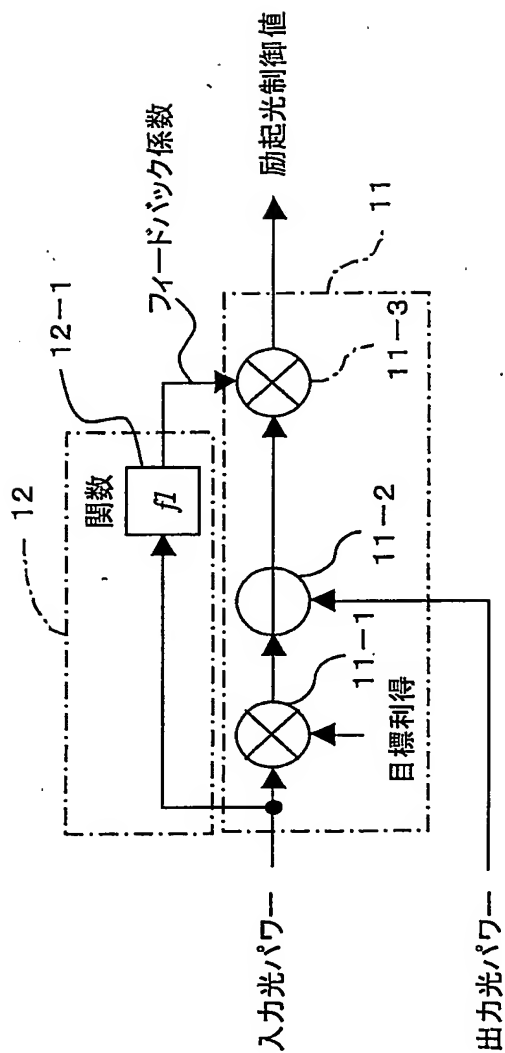 12
12-1
関数
f1
フィードバック係数
励起光制御値
11
11-3
11-2
11-1
目標利得
入力光パワー
出力光パワー